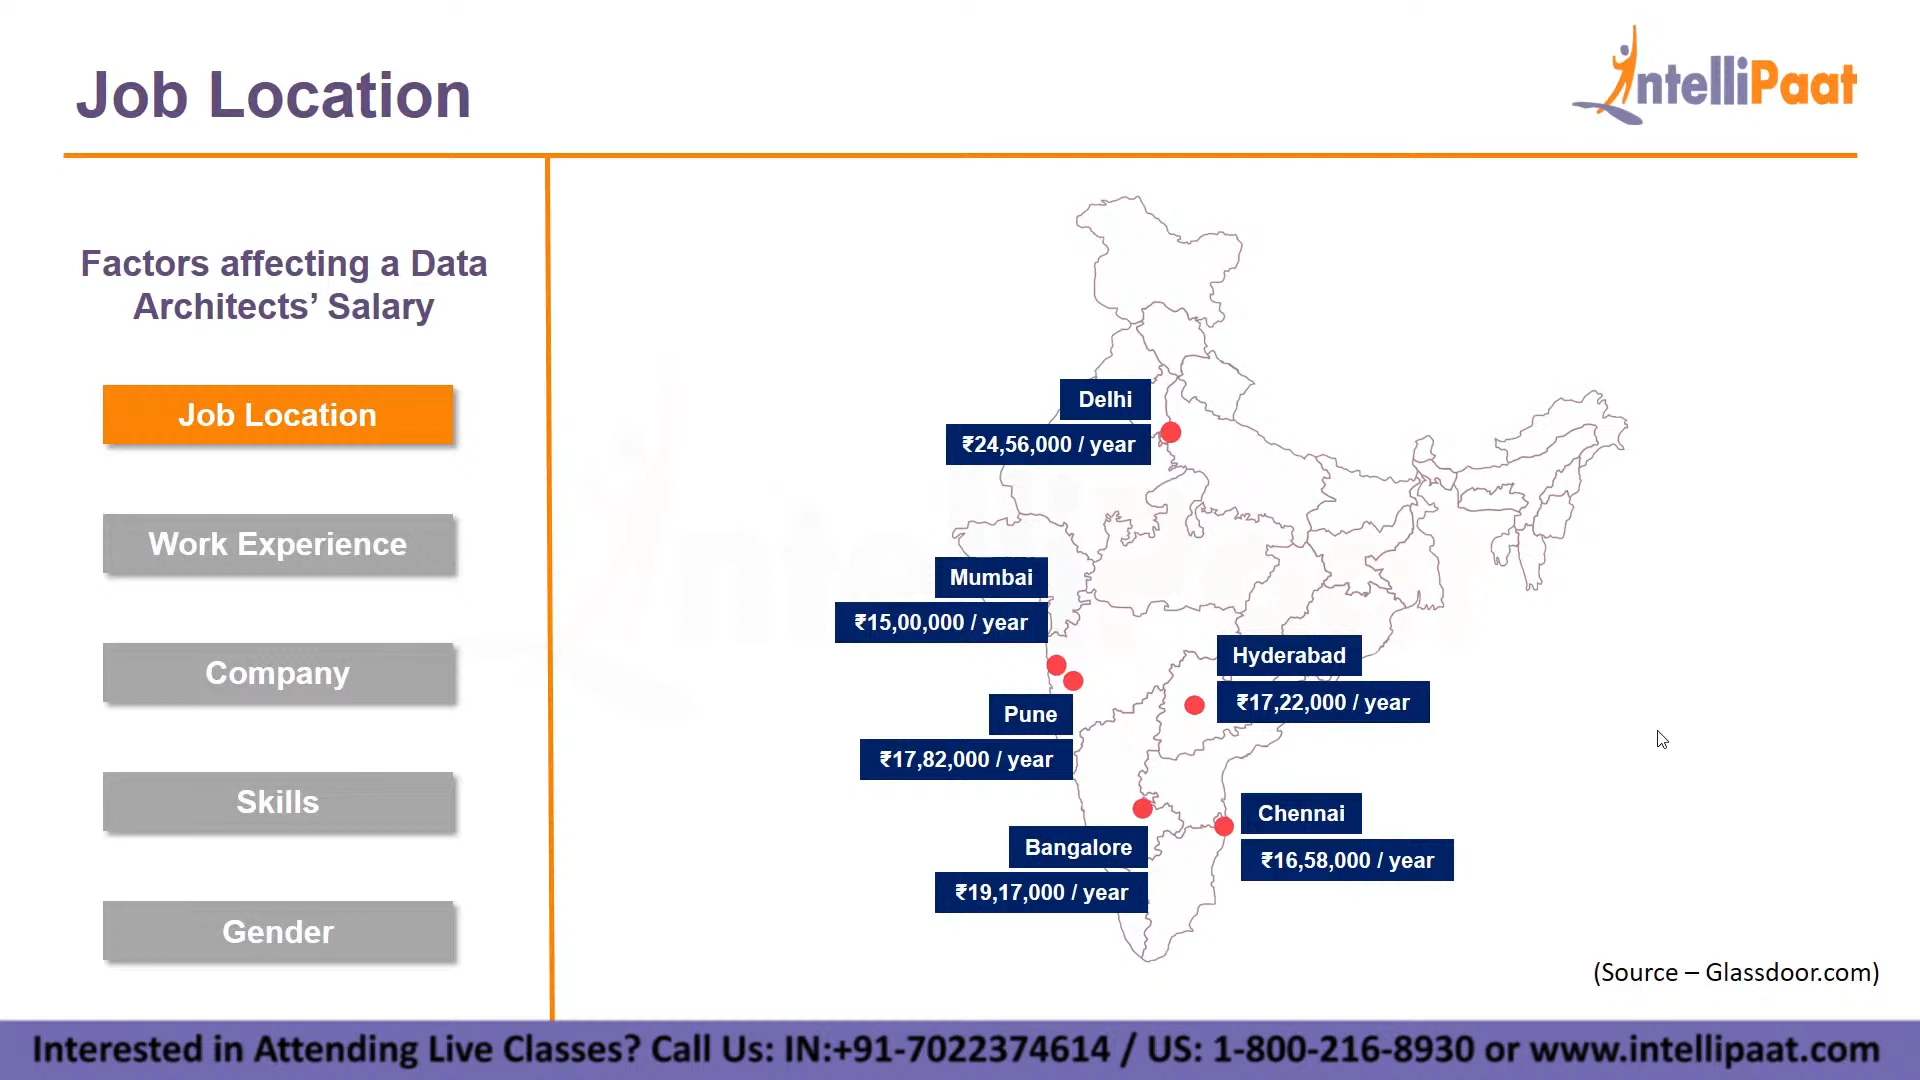 Job Location
IntelliPaat
Factors affecting a Data
Architects’ Salary
Job Location
Work Experience
Company
Skills
Gender
Delhi
₹24,56,000 / year
Mumbai
₹15,00,000 / year
Hyderabad
₹17,22,000 / year
Pune
₹17,82,000 / year
Chennai
₹16,58,000 / year
Bangalore
₹19,17,000 / year
(Source – Glassdoor.com)
Interested in Attending Live Classes? Call Us: IN:+91-7022374614 / US: 1-800-216-8930 or www.intellipaat.com